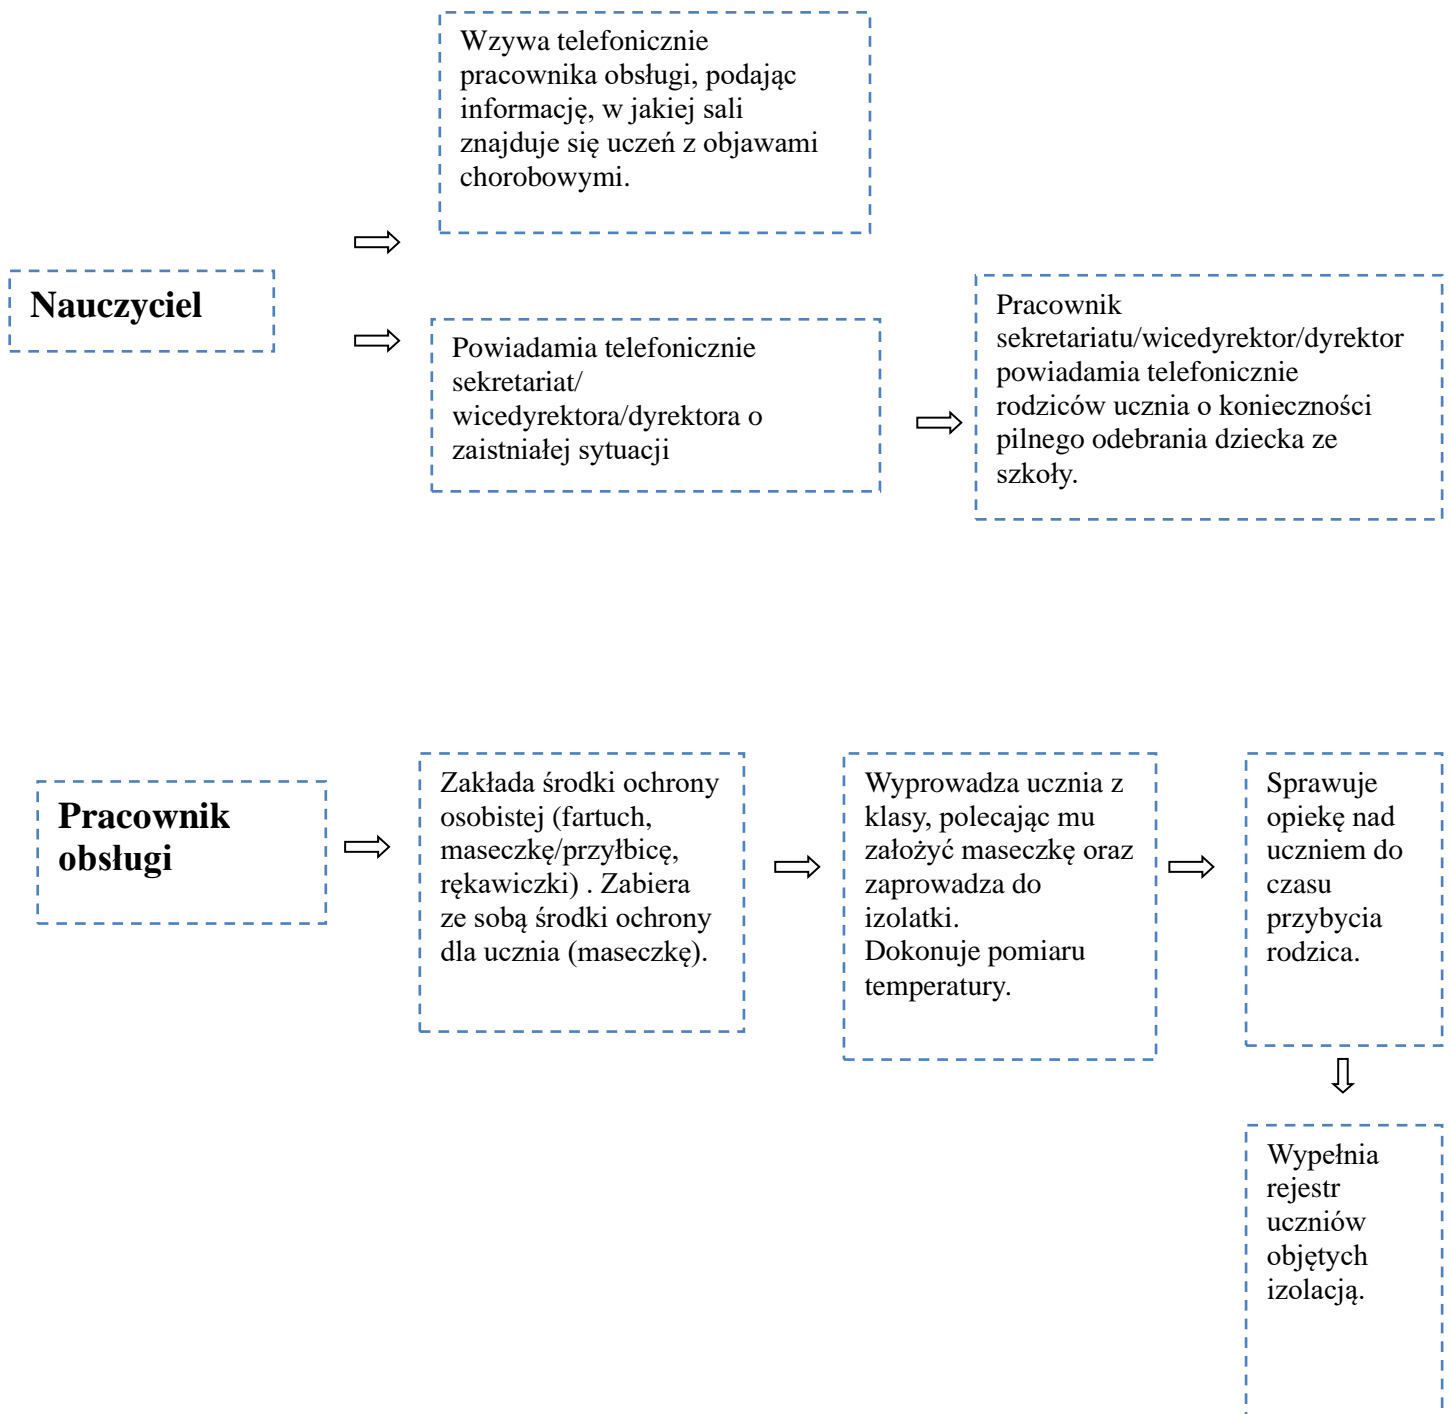 Wzywa telefonicznie
pracownika obsługi, podając
informację, w jakiej sali
znajduje się uczeń z objawami
chorobowymi.
Nauczyciel
Powiadamia telefonicznie
sekretariat/
wicedyrektora/dyrektora o
zaistniałej sytuacji
Pracownik
sekretariatu/wicedyrektor/dyrektor
powiadamia telefonicznie
rodziców ucznia o konieczności
pilnego odebrania dziecka ze
szkoły.
Pracownik
obsługi
Zakłada środki ochrony
osobistej (fartuch,
maseczkę/przyłbicę,
rękawiczki) . Zabiera
ze sobą środki ochrony
dla ucznia (maseczkę).
Wyprowadza ucznia z
klasy, polecając mu
założyć maseczkę oraz
zaprowadza do
izolatki.
Dokonuje pomiaru
temperatury.
Sprawuje
opiekę nad
uczniem do
czasu
przybycia
rodzica.
Wypełnia
rejestr
uczniów
objętych
izolacją.